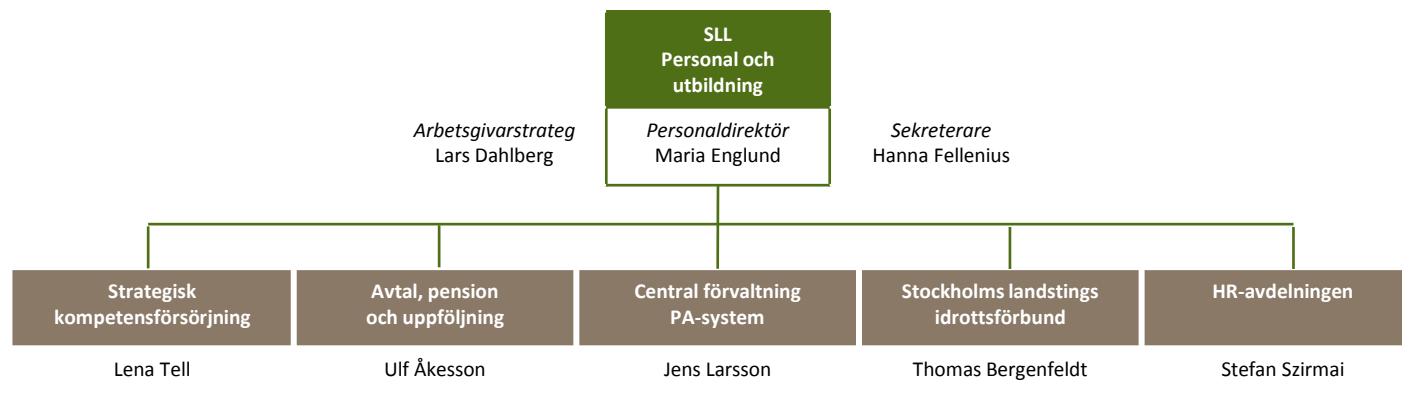 SLL
Personal och
utbildning
Arbetsgivarstrateg
Lars Dahlberg
Personaldirektör
Maria Englund
Sekreterare
Hanna Fellenius
Strategisk
kompetensförsörjning
Avtal, pension
och uppföljning
Central förvaltning
PA-system
Stockholms landstings
idrottsförbund
HR-avdelningen
Lena Tell
Ulf Åkesson
Jens Larsson
Thomas Bergenfeldt
Stefan Szirmai